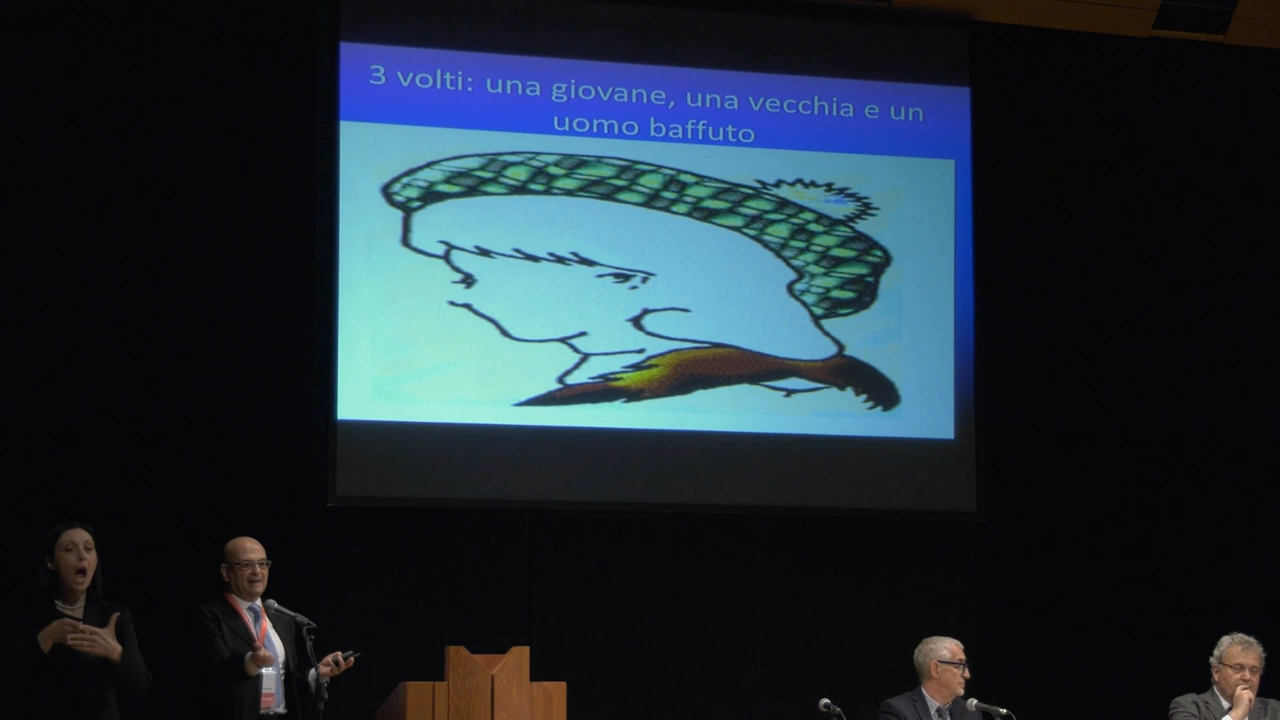 3 volti: una giovane, una vecchia e un
uomo baffuto